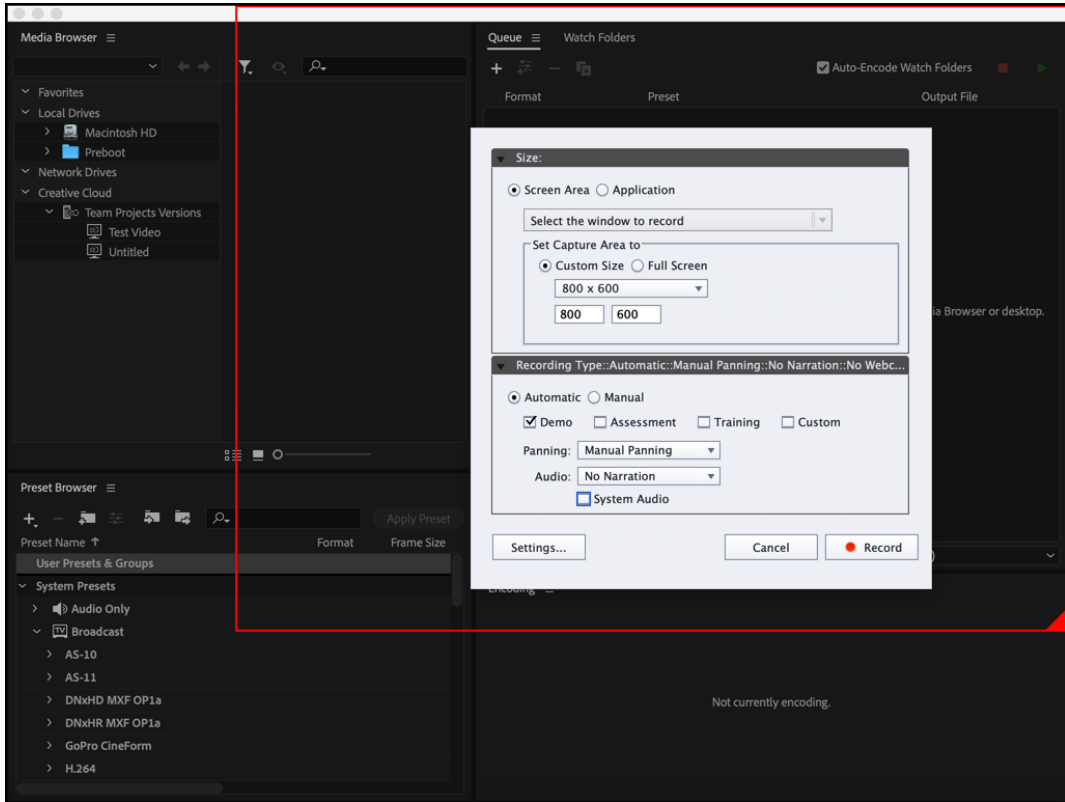 Media Browser
Favorites
Local Drives
Macintosh HD
Preboot
Network Drives
Creative Cloud
Team Projects Versions
Test Video
Untitled
Queue Watch Folders
Auto-Encode Watch Folders
Format Preset Output File
ia Browser or desktop.
Size:
Screen Area Application
Select the window to record
Set Capture Area to
Custom Size Full Screen
800 x 600
800 600
Recording Type::Automatic::Manual Panning::No Narration::No Webc...
Automatic Manual
Demo Assessment Training Custom
Panning: Manual Panning
Audio: No Narration
System Audio
Settings... Cancel Record
Preset Browser
Apply Preset
Preset Name Format Frame Size
User Presets & Groups
System Presets
Audio Only
TV Broadcast
AS-10
AS-11
DNxHD MXF OP1a
DNxHR MXF OP1a
GoPro CineForm
H.264
Encoding
Not currently encoding.